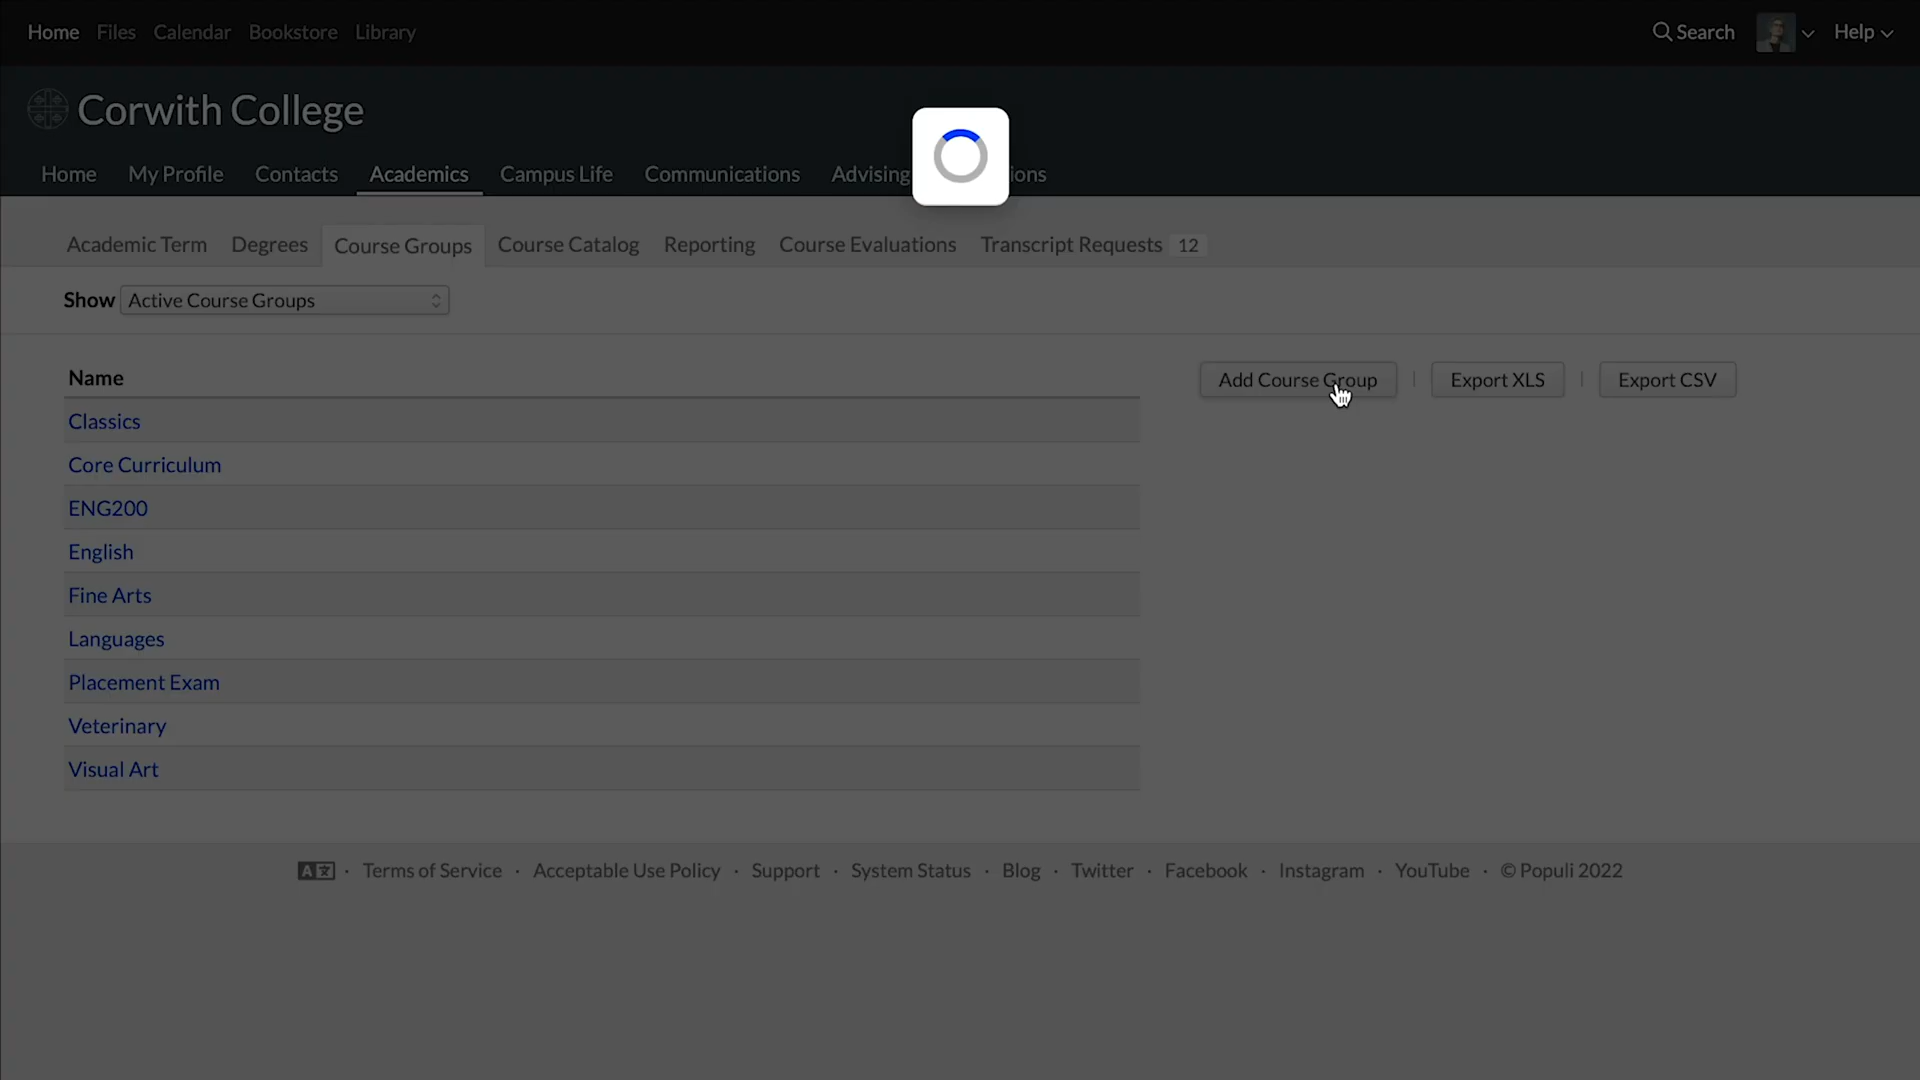 Home Files Calendar Bookstore Library Search Help
Corwith College
Home My Profile Contacts Academics Campus Life Communications Advising
Academic Term Degrees Course Groups Course Catalog Reporting Course Evaluations Transcript Requests 12
Show Active Course Groups
Name
Add Course Group | Export XLS | Export CSV
Classics
Core Curriculum
ENG200
English
Fine Arts
Languages
Placement Exam
Veterinary
Visual Art
A文 · Terms of Service · Acceptable Use Policy · Support · System Status · Blog · Twitter · Facebook · Instagram · YouTube · © Populi 2022